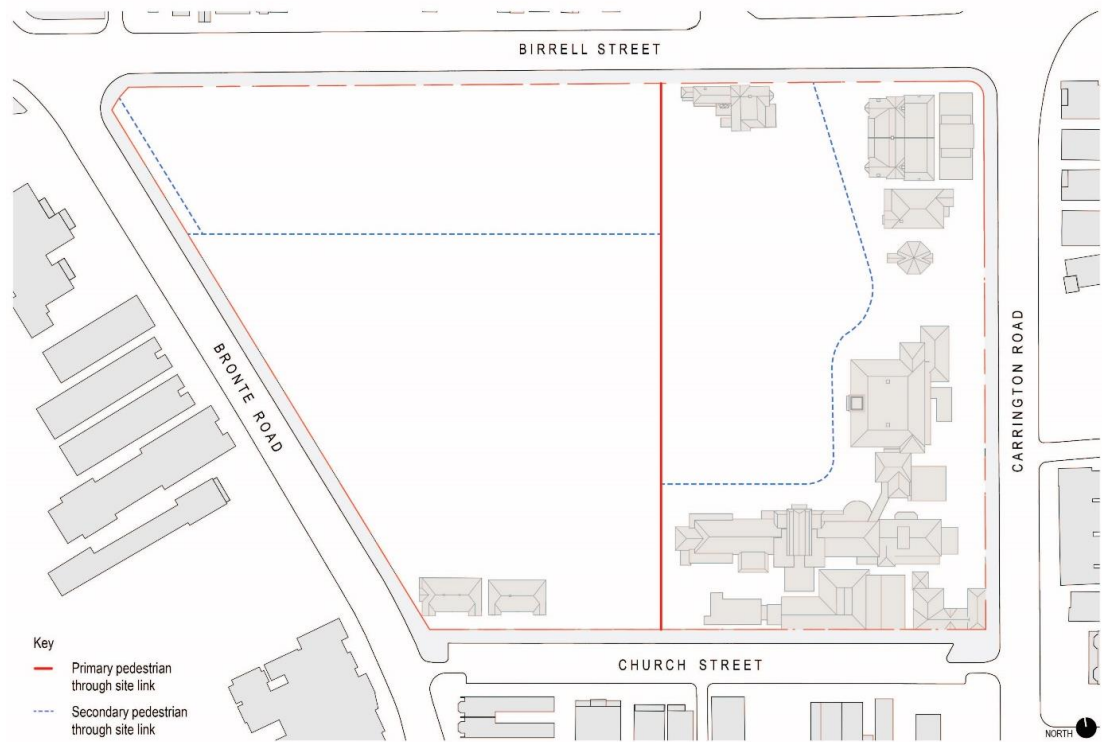 BIRRELL STREET
BRONTE ROAD
CARRINGTON ROAD
CHURCH STREET
Key
Primary pedestrian
through site link
Secondary pedestrian
through site link
NORTH